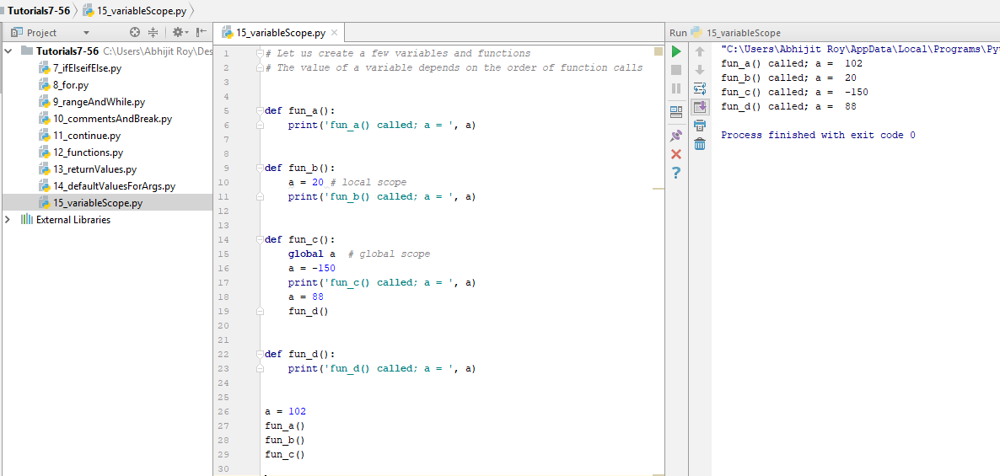 Tutorials7-56 15_variableScope.py
Project
Tutorials7-56 C:\Users\Abhijit Roy\Des
7_ifElseifElse.py
8_for.py
9_rangeAndWhile.py
10_commentsAndBreak.py
11_continue.py
12_functions.py
13_returnValues.py
14_defaultValuesForArgs.py
15_variableScope.py
External Libraries
15_variableScope.py
1 # Let us create a few variables and functions
2 # The value of a variable depends on the order of function calls
3
4
5 def fun_a():
6     print('fun_a() called; a = ', a)
7
8
9 def fun_b():
10     a = 20 # local scope
11     print('fun_b() called; a = ', a)
12
13
14 def fun_c():
15     global a  # global scope
16     a = -150
17     print('fun_c() called; a = ', a)
18     a = 88
19     fun_d()
20
21
22 def fun_d():
23     print('fun_d() called; a = ', a)
24
25
26 a = 102
27 fun_a()
28 fun_b()
29 fun_c()
30
Run 15_variableScope
"C:\Users\Abhijit Roy\AppData\Local\Programs\Py
fun_a() called; a =  102
fun_b() called; a =  20
fun_c() called; a =  -150
fun_d() called; a =  88
Process finished with exit code 0